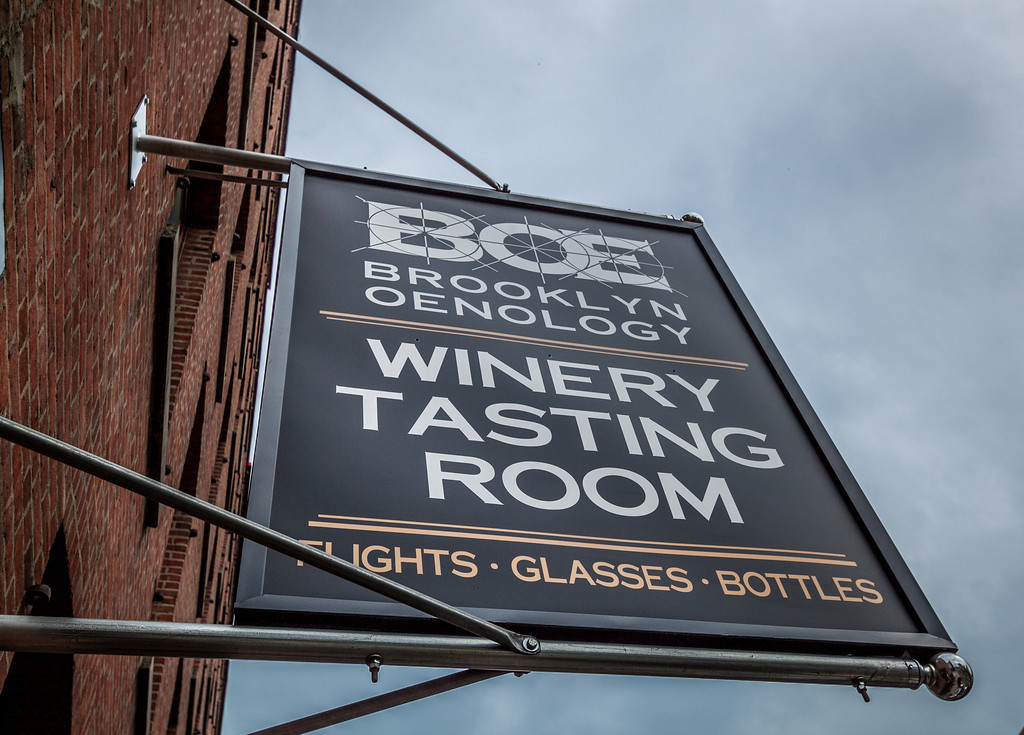 BOE
BROOKLYN
OENOLOGY
WINERY
TASTING
ROOM
FLIGHTS · GLASSES · BOTTLES